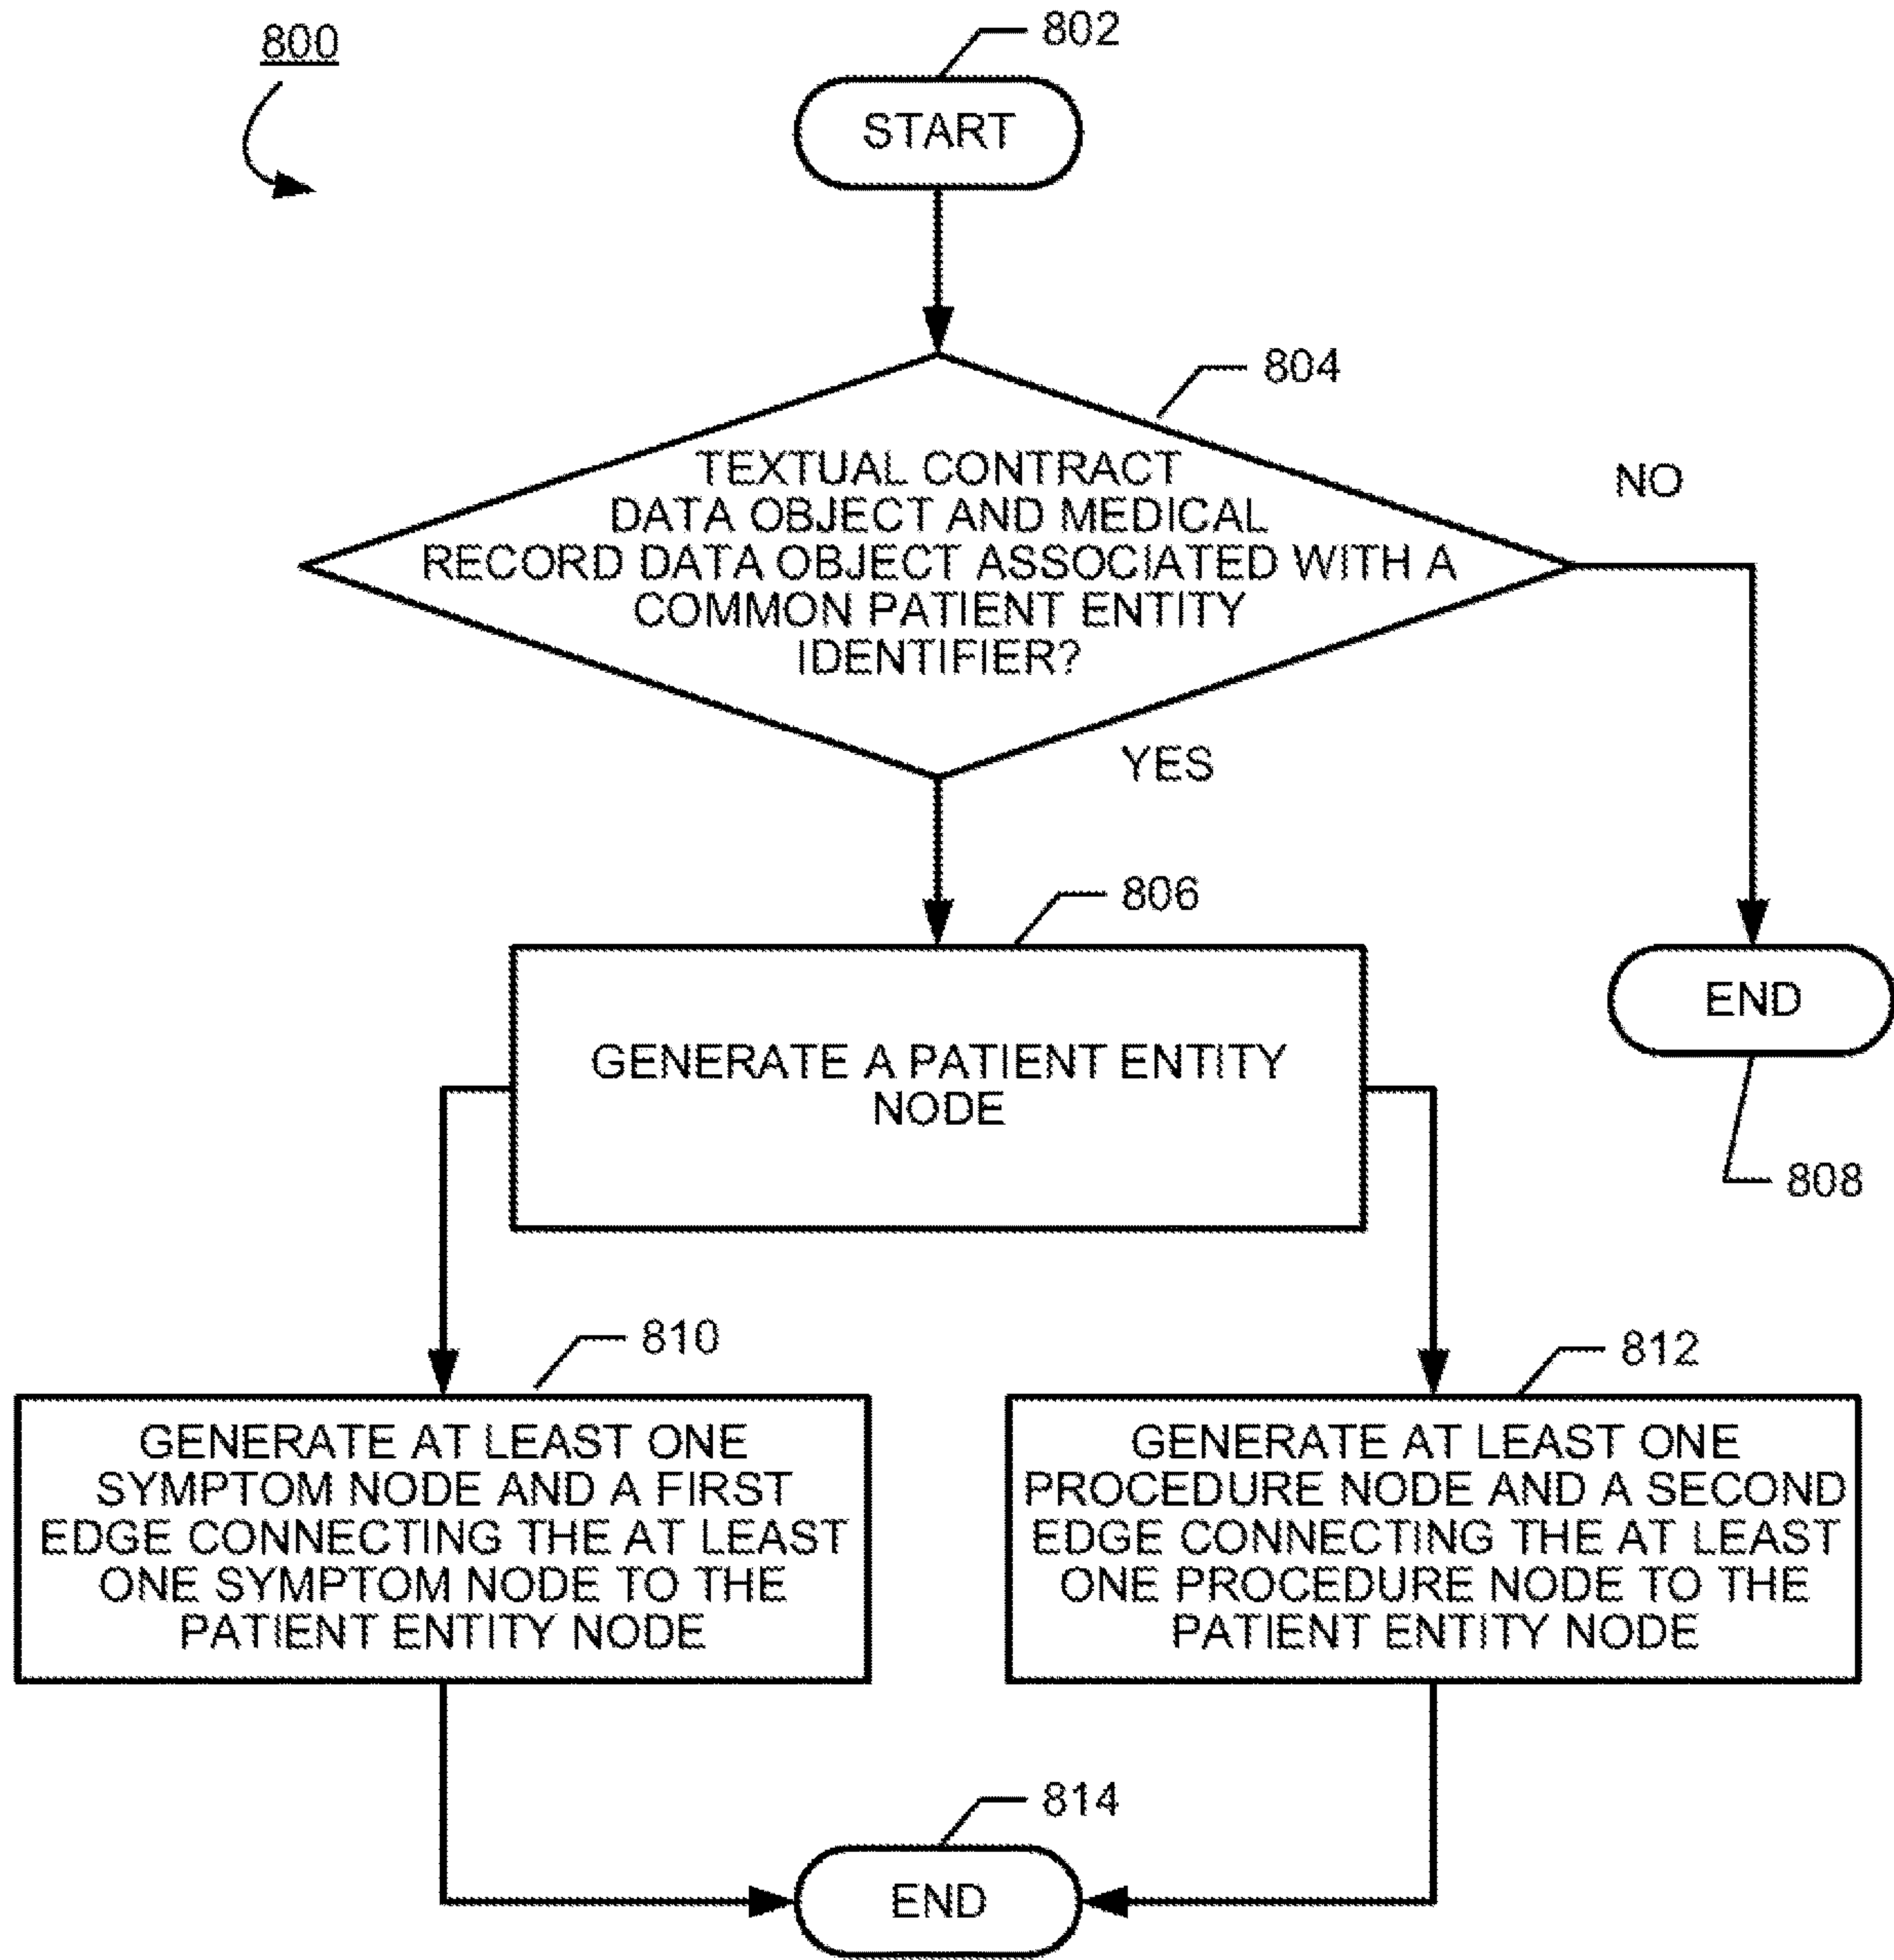 800
802
START
804
TEXTUAL CONTRACT
DATA OBJECT AND MEDICAL
RECORD DATA OBJECT ASSOCIATED WITH A
COMMON PATIENT ENTITY
IDENTIFIER?
NO
YES
806
GENERATE A PATIENT ENTITY
NODE
END
808
810
GENERATE AT LEAST ONE
SYMPTOM NODE AND A FIRST
EDGE CONNECTING THE AT LEAST
ONE SYMPTOM NODE TO THE
PATIENT ENTITY NODE
812
GENERATE AT LEAST ONE
PROCEDURE NODE AND A SECOND
EDGE CONNECTING THE AT LEAST
ONE PROCEDURE NODE TO THE
PATIENT ENTITY NODE
814
END